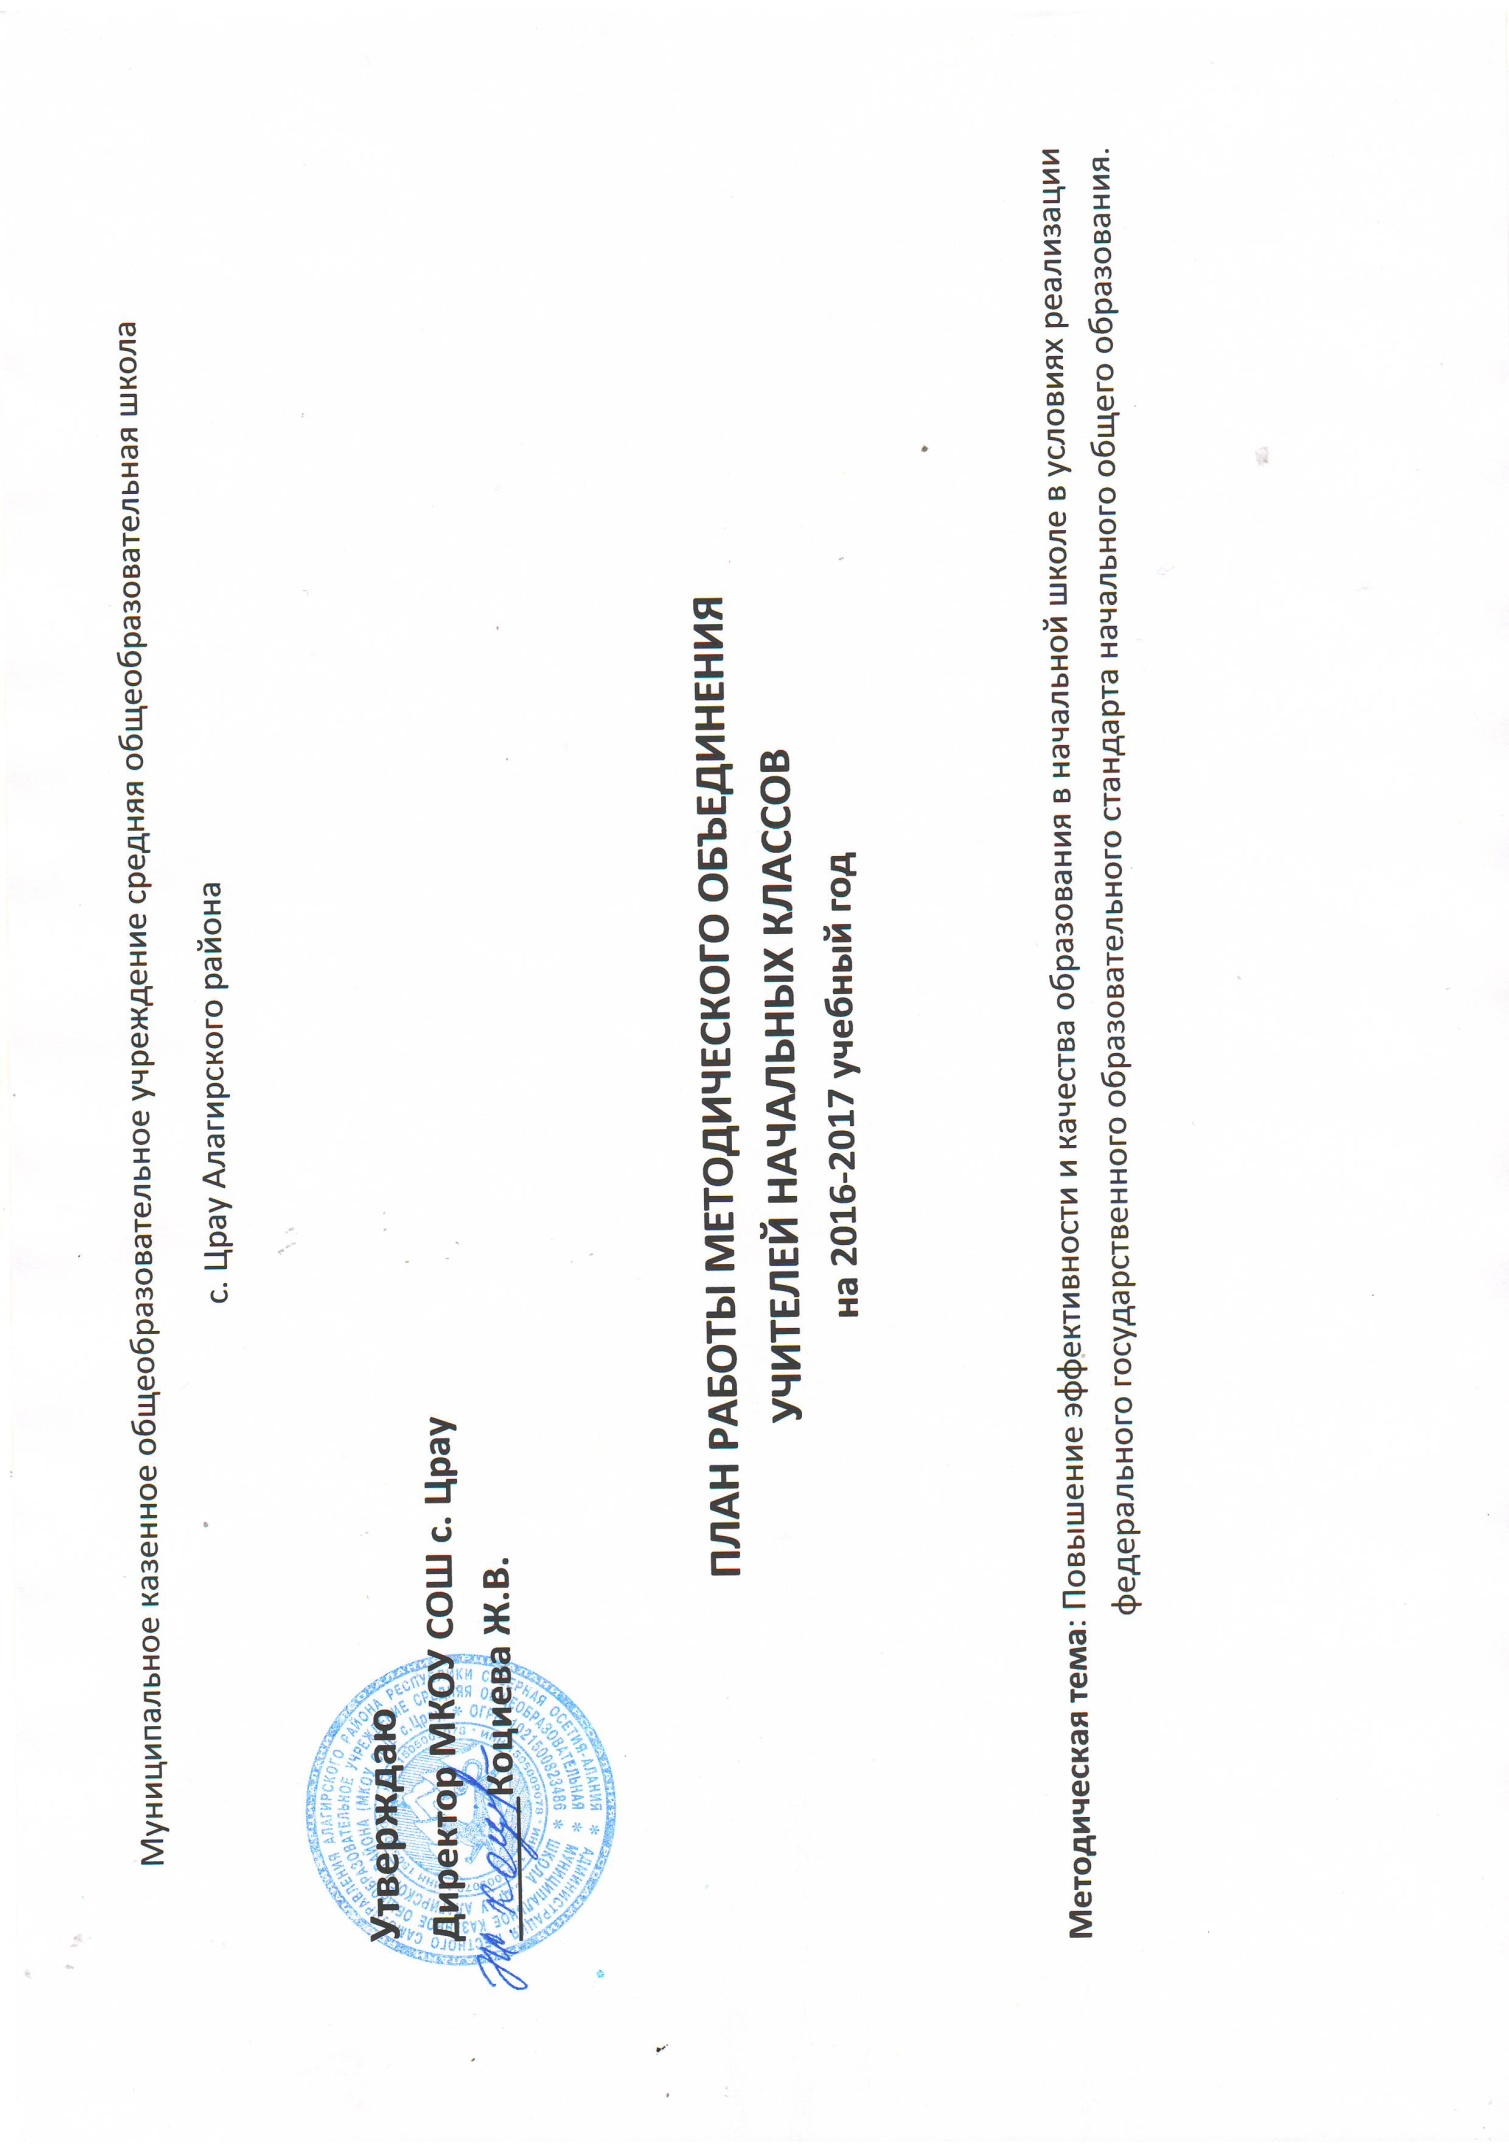 Муниципальное казенное общеобразовательное учреждение средняя общеобразовательная школа
с. Црау Алагирского района
Утверждаю
Директор МКОУ СОШ с. Црау
Коциева Ж.В.
ПЛАН РАБОТЫ МЕТОДИЧЕСКОГО ОБЪЕДИНЕНИЯ
УЧИТЕЛЕЙ НАЧАЛЬНЫХ КЛАССОВ
на 2016-2017 учебный год
Методическая тема: Повышение эффективности и качества образования в начальной школе в условиях реализации
федерального государственного образовательного стандарта начального общего образования.